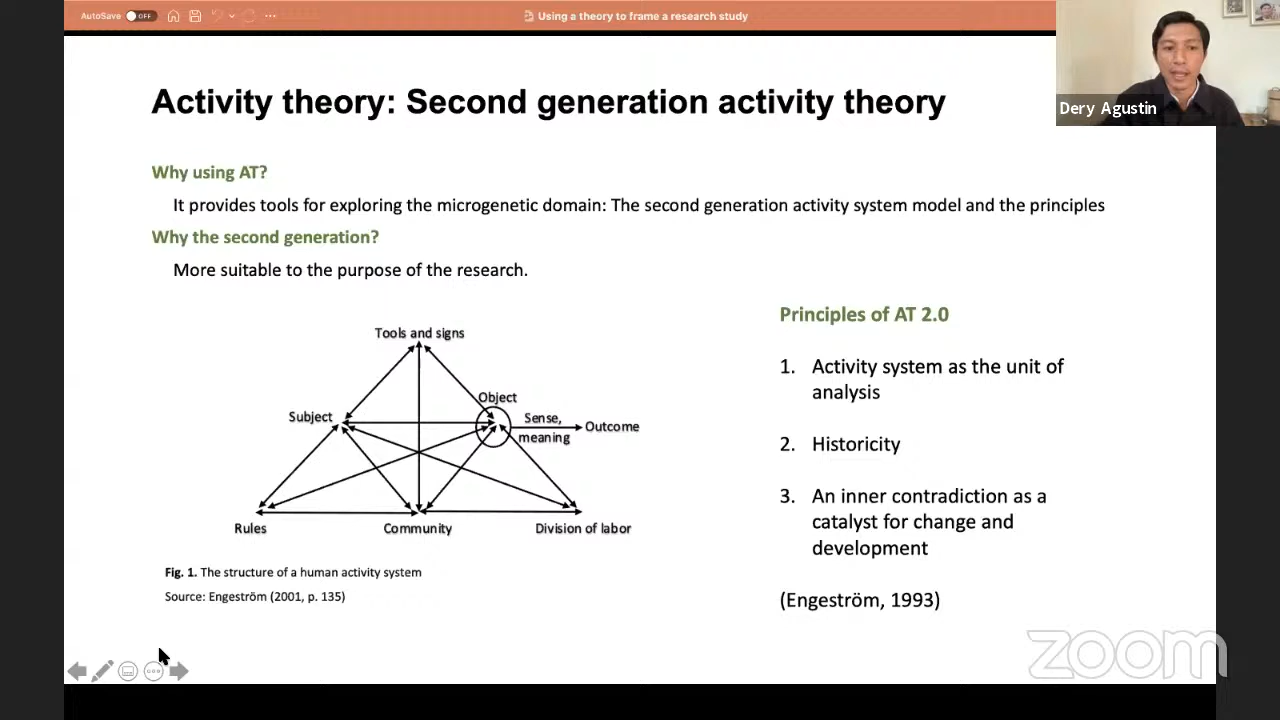 AutoSave OFF
Using a theory to frame a research study
Dery Agustin
Activity theory: Second generation activity theory
Why using AT?
It provides tools for exploring the microgenetic domain: The second generation activity system model and the principles
Why the second generation?
More suitable to the purpose of the research.
Tools and signs
Object
Subject
Sense,
meaning
Outcome
Rules
Community
Division of labor
Fig. 1. The structure of a human activity system
Source: Engeström (2001, p. 135)
Principles of AT 2.0
1. Activity system as the unit of
analysis
2. Historicity
3. An inner contradiction as a
catalyst for change and
development
(Engeström, 1993)
zoom